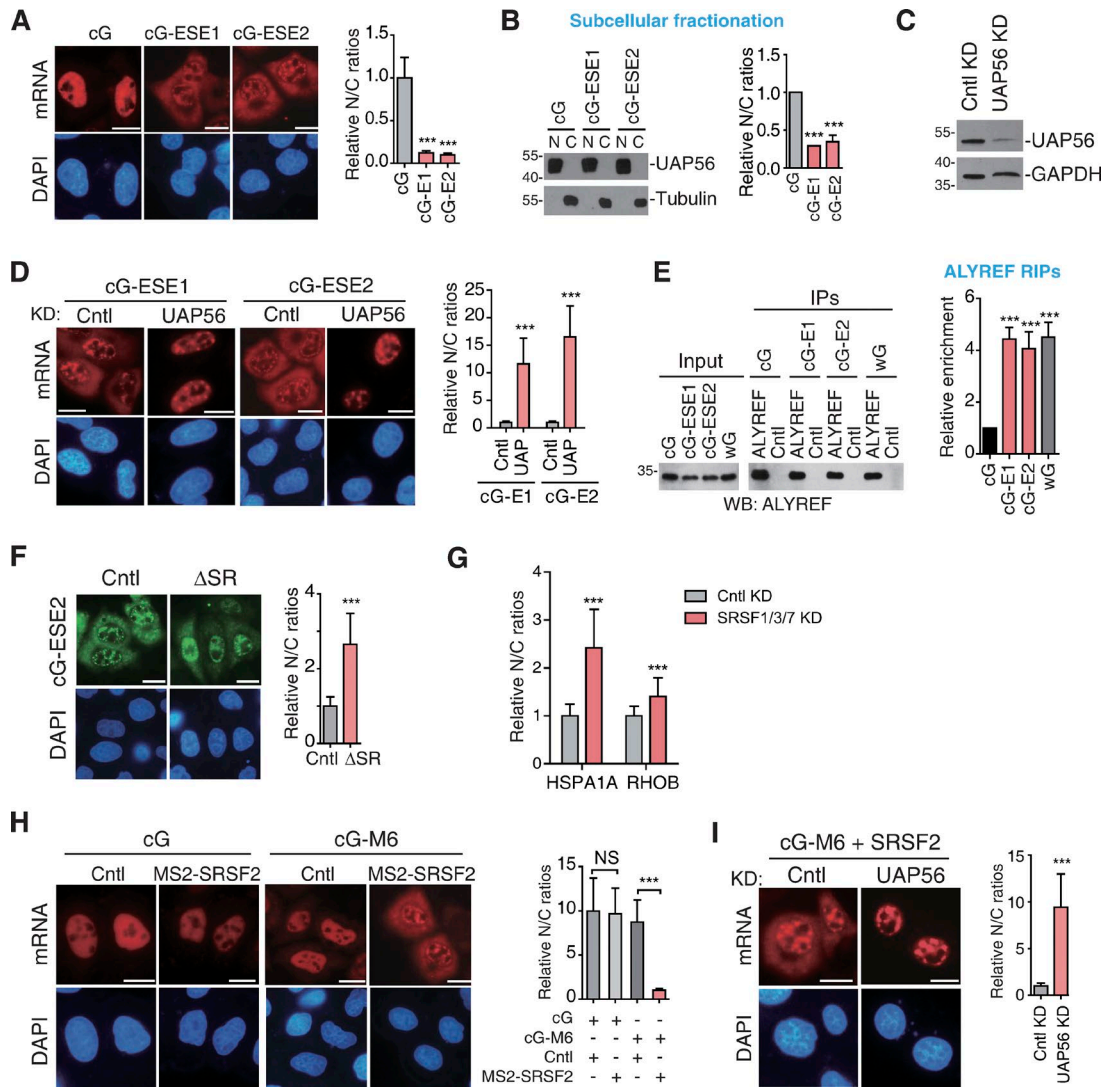 A
cG cG-ESE1 cG-ESE2
mRNA
DAPI
Relative N/C ratios
1.5
1.0
0.5
0.0
*** ***
cG
cG-E1
cG-E2
B
Subcellular fractionation
cG
cG-ESE1
cG-ESE2
N C N C N C
55-
40-
-UAP56
55-
-Tubulin
Relative N/C ratios
1.0
0.5
0.0
*** ***
cG
cG-E1
cG-E2
C
Cntl KD
UAP56 KD
55-
-UAP56
40-
35-
-GAPDH
D
cG-ESE1 cG-ESE2
KD: Cntl UAP56 Cntl UAP56
mRNA
DAPI
Relative N/C ratios
25
20
15
10
5
0
*** ***
Cntl
UAP
Cntl
UAP
cG-E1 cG-E2
E
ALYREF RIPs
IPs
Input
cG
cG-E1
cG-E2
wG
cG
cG-ESE1
cG-ESE2
wG
ALYREF
Cntl
ALYREF
Cntl
ALYREF
Cntl
ALYREF
Cntl
35-
WB: ALYREF
Relative enrichment
6
4
2
0
*** *** ***
cG
cG-E1
cG-E2
wG
F
Cntl ΔSR
cG-ESE2
DAPI
Relative N/C ratios
4
2
0
***
Cntl ΔSR
G
Relative N/C ratios
4
3
2
1
0
*** ***
HSPA1A RHOB
Cntl KD
SRSF1/3/7 KD
H
cG cG-M6
Cntl MS2-SRSF2 Cntl MS2-SRSF2
mRNA
DAPI
Relative N/C ratios
15
10
5
0
NS ***
cG + + - -
cG-M6 - - + +
Cntl + - + -
MS2-SRSF2 - + - +
I
cG-M6 + SRSF2
KD: Cntl UAP56
mRNA
DAPI
Relative N/C ratios
15
10
5
0
***
Cntl KD
UAP56 KD